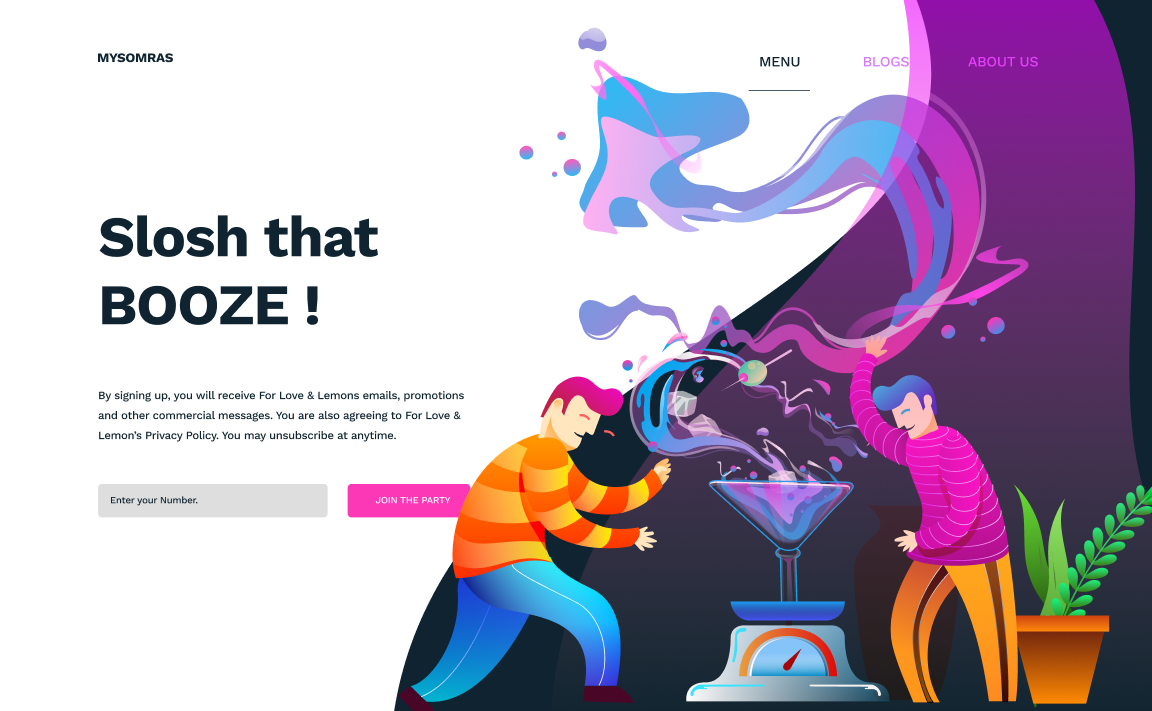 MYSOMRAS
MENU BLOGS ABOUT US
Slosh that
BOOZE !
By signing up, you will receive For Love & Lemons emails, promotions
and other commercial messages. You are also agreeing to For Love &
Lemon’s Privacy Policy. You may unsubscribe at anytime.
Enter your Number. JOIN THE PARTY